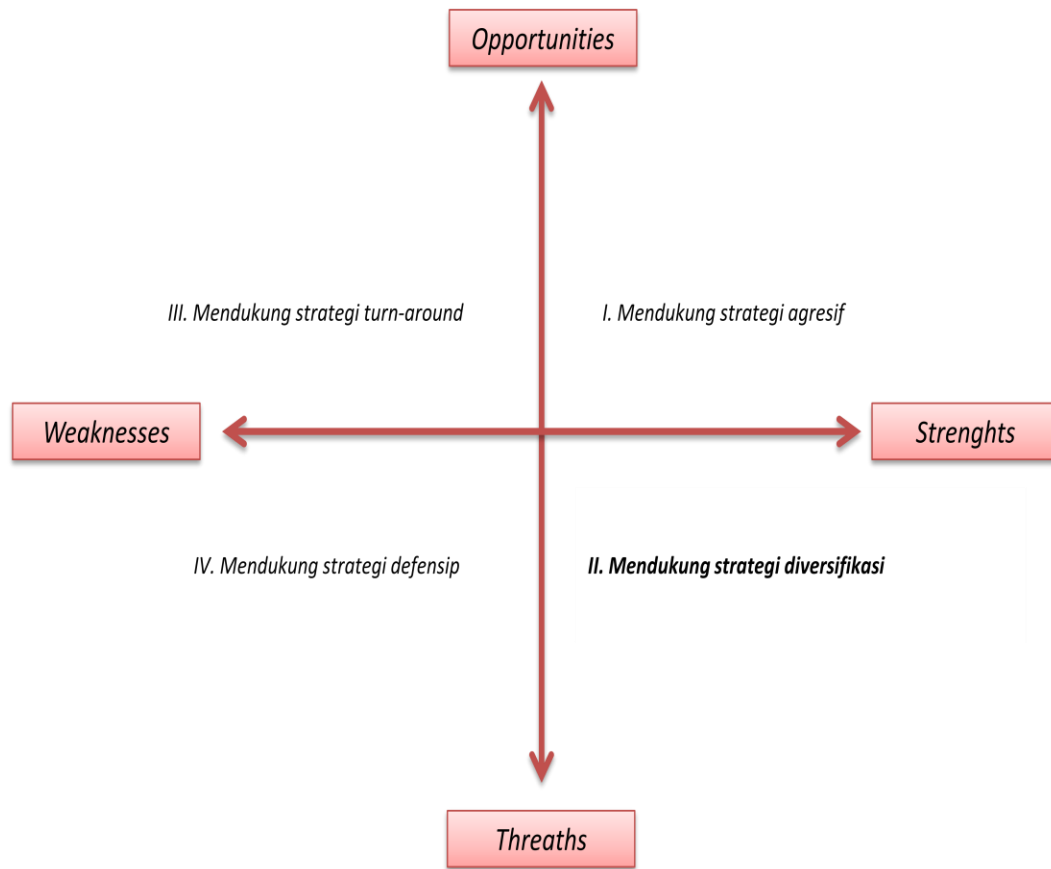 Opportunities
III. Mendukung strategi turn-around
I. Mendukung strategi agresif
Weaknesses
Strenghts
IV. Mendukung strategi defensip
II. Mendukung strategi diversifikasi
Threaths